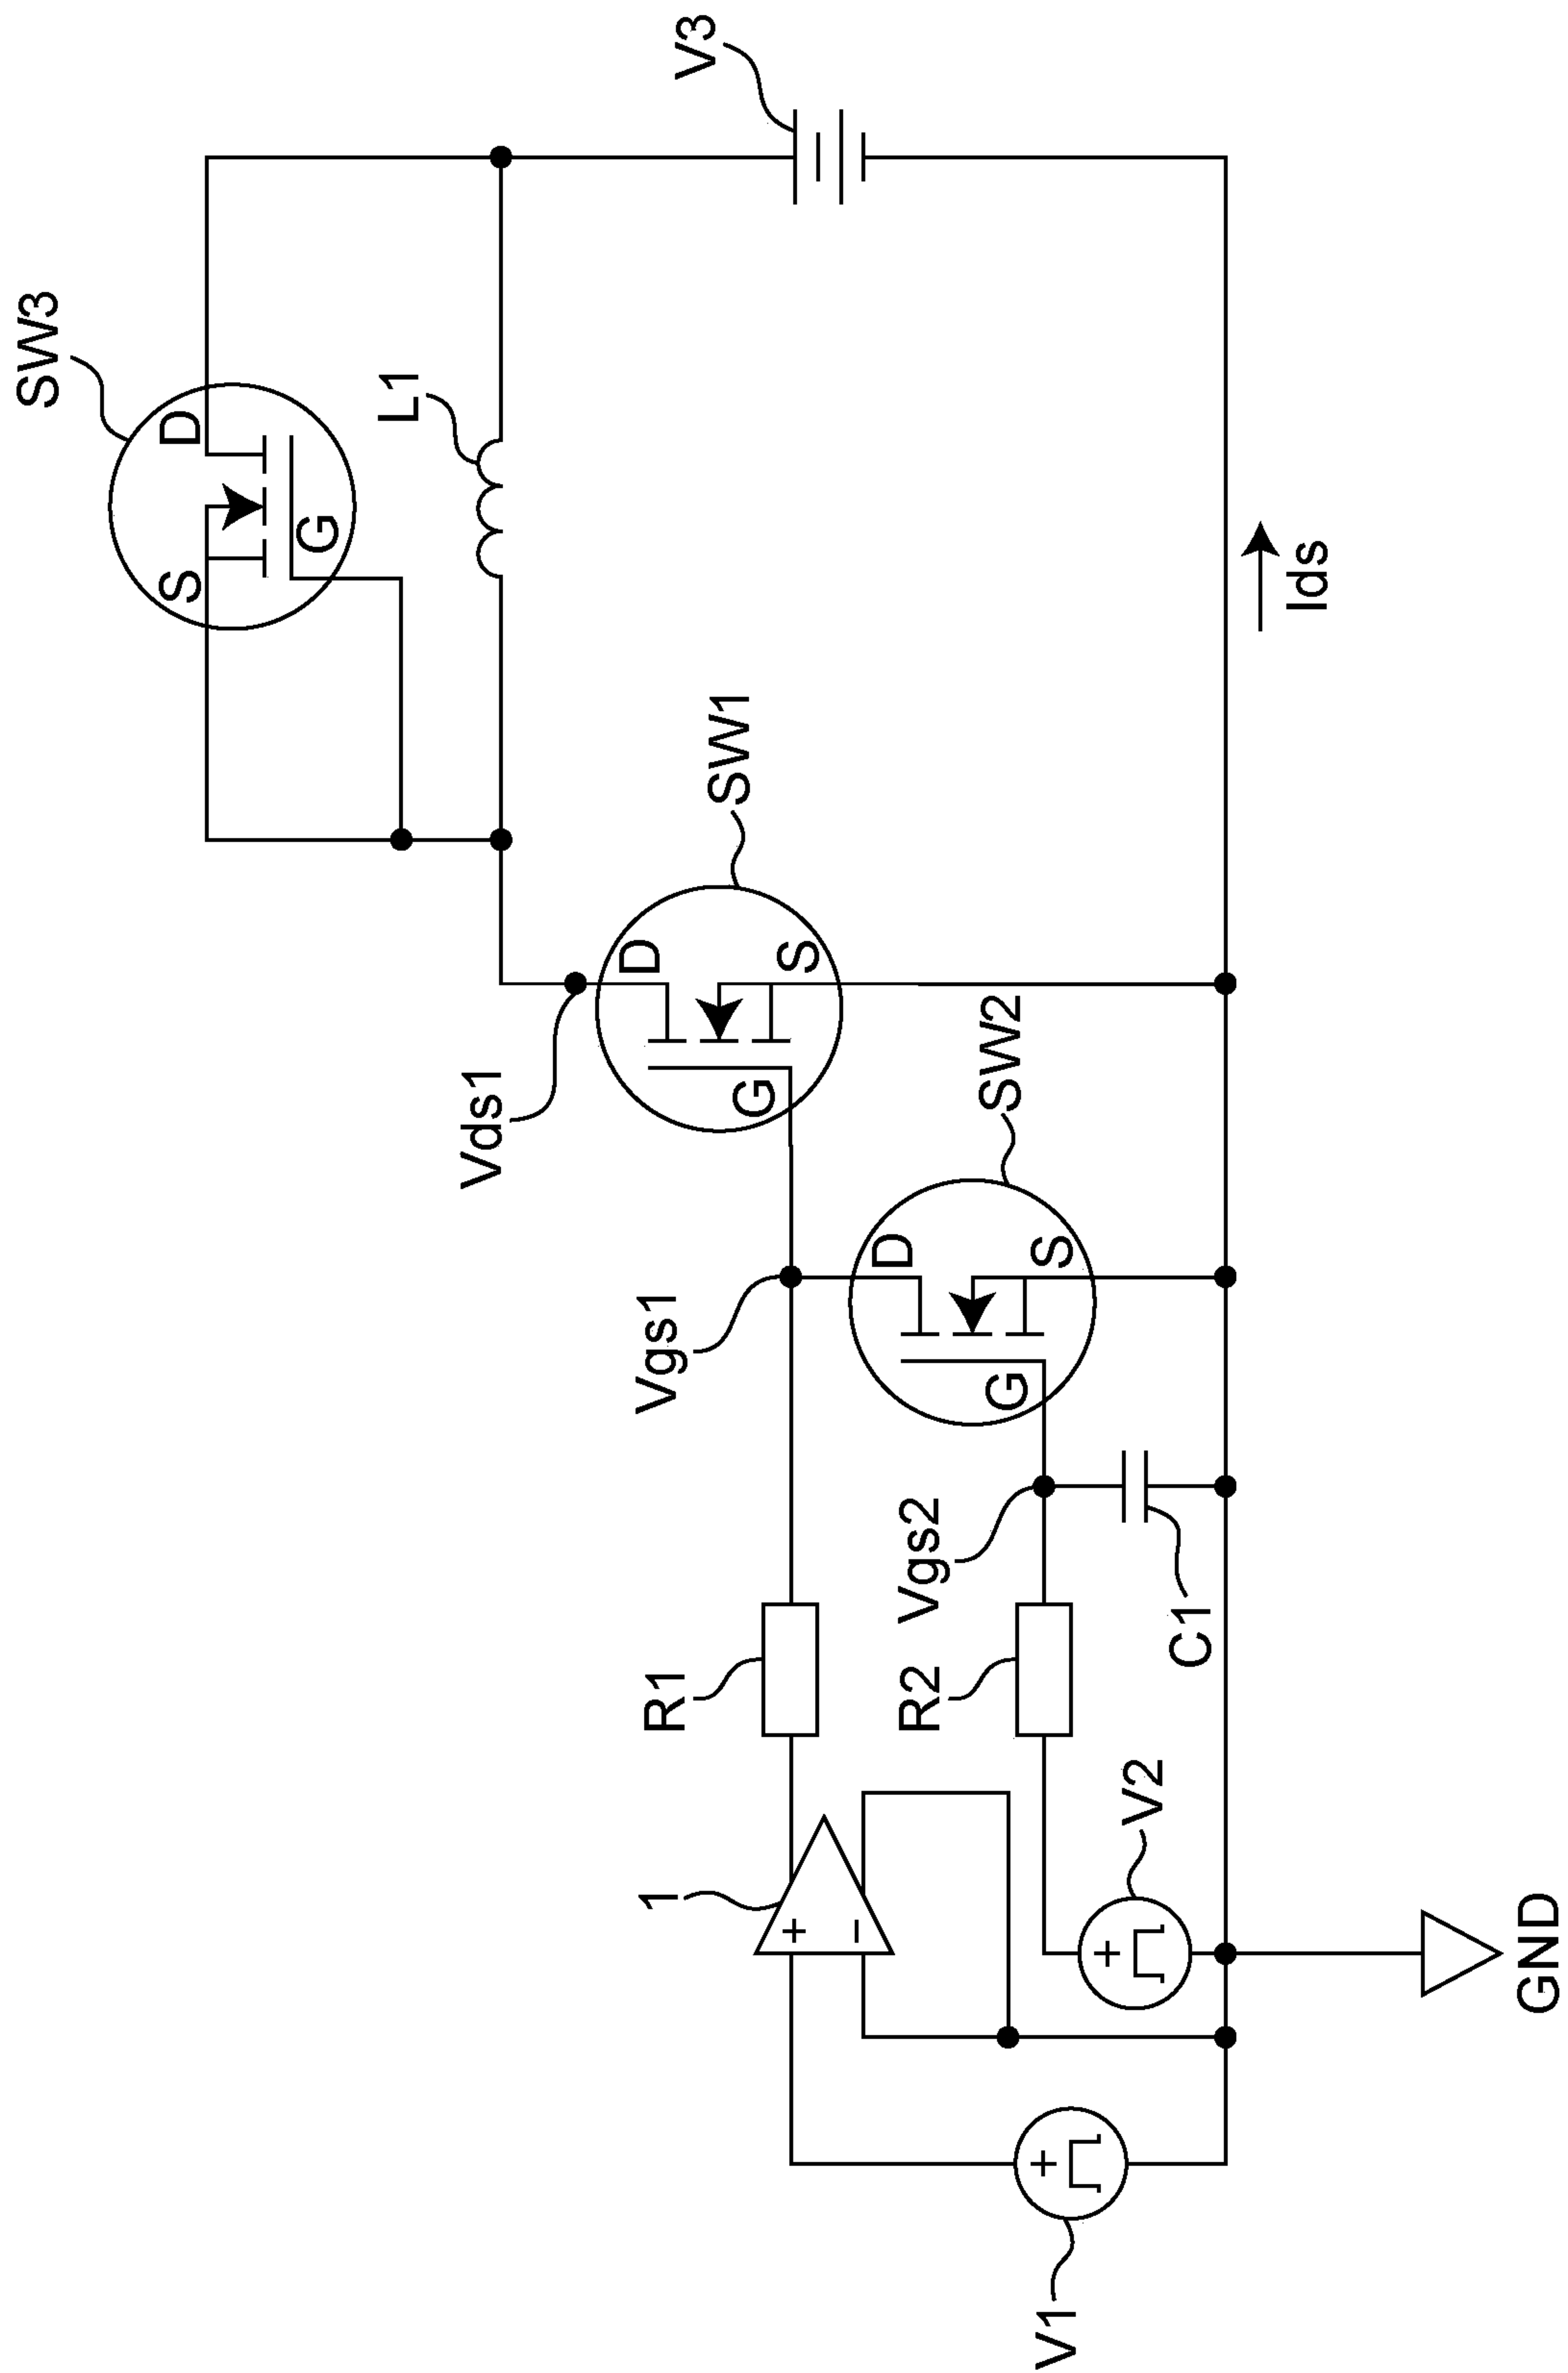 SW3
D
S
G
L1
V3
Vds1
D
S
G
SW1
Vgs1
D
S
G
SW2
Vgs2
R1
R2
C1
1
+
−
V2
+
V1
+
GND
Ids